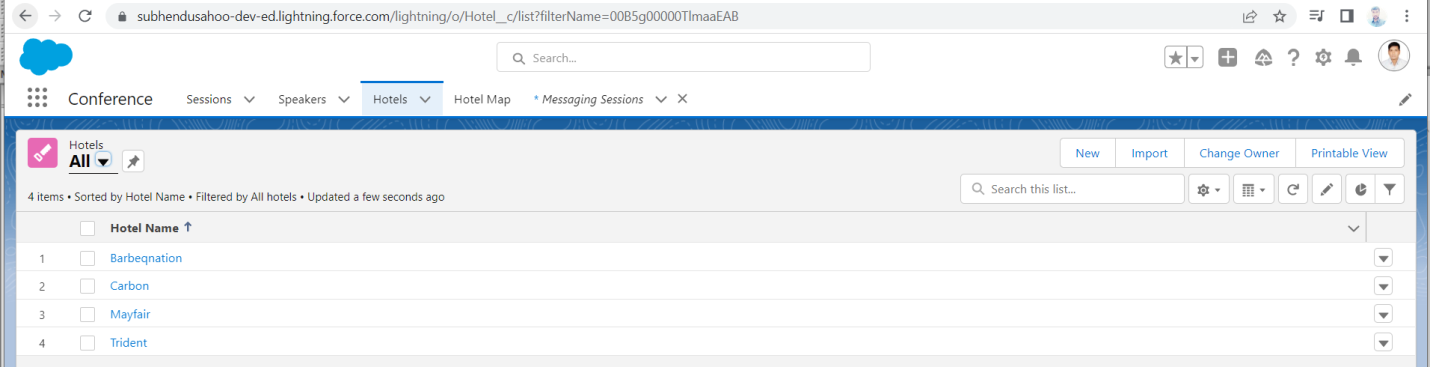 subhendusahoo-dev-ed.lightning.force.com/lightning/o/Hotel__c/list?filterName=00B5g00000TlmaaEAB
Search...
Conference Sessions Speakers Hotels Hotel Map * Messaging Sessions
Hotels
All
New Import Change Owner Printable View
4 items • Sorted by Hotel Name • Filtered by All hotels • Updated a few seconds ago
Search this list...
Hotel Name
1 Barbeqnation
2 Carbon
3 Mayfair
4 Trident